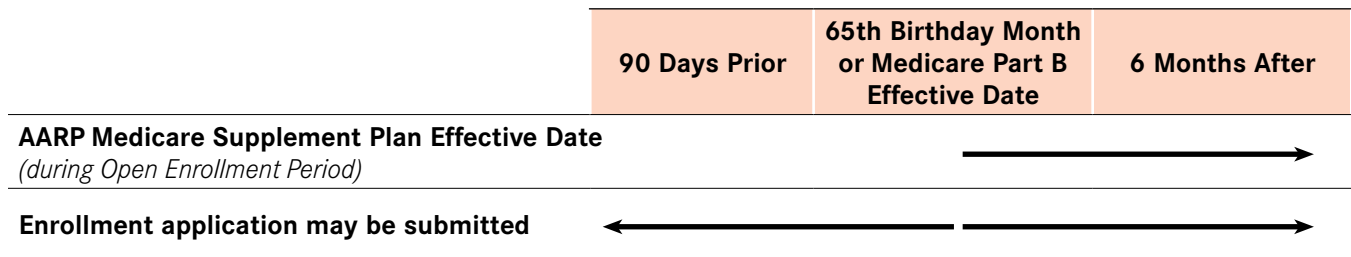 90 Days Prior
65th Birthday Month
or Medicare Part B
Effective Date
6 Months After
AARP Medicare Supplement Plan Effective Date
(during Open Enrollment Period)
Enrollment application may be submitted